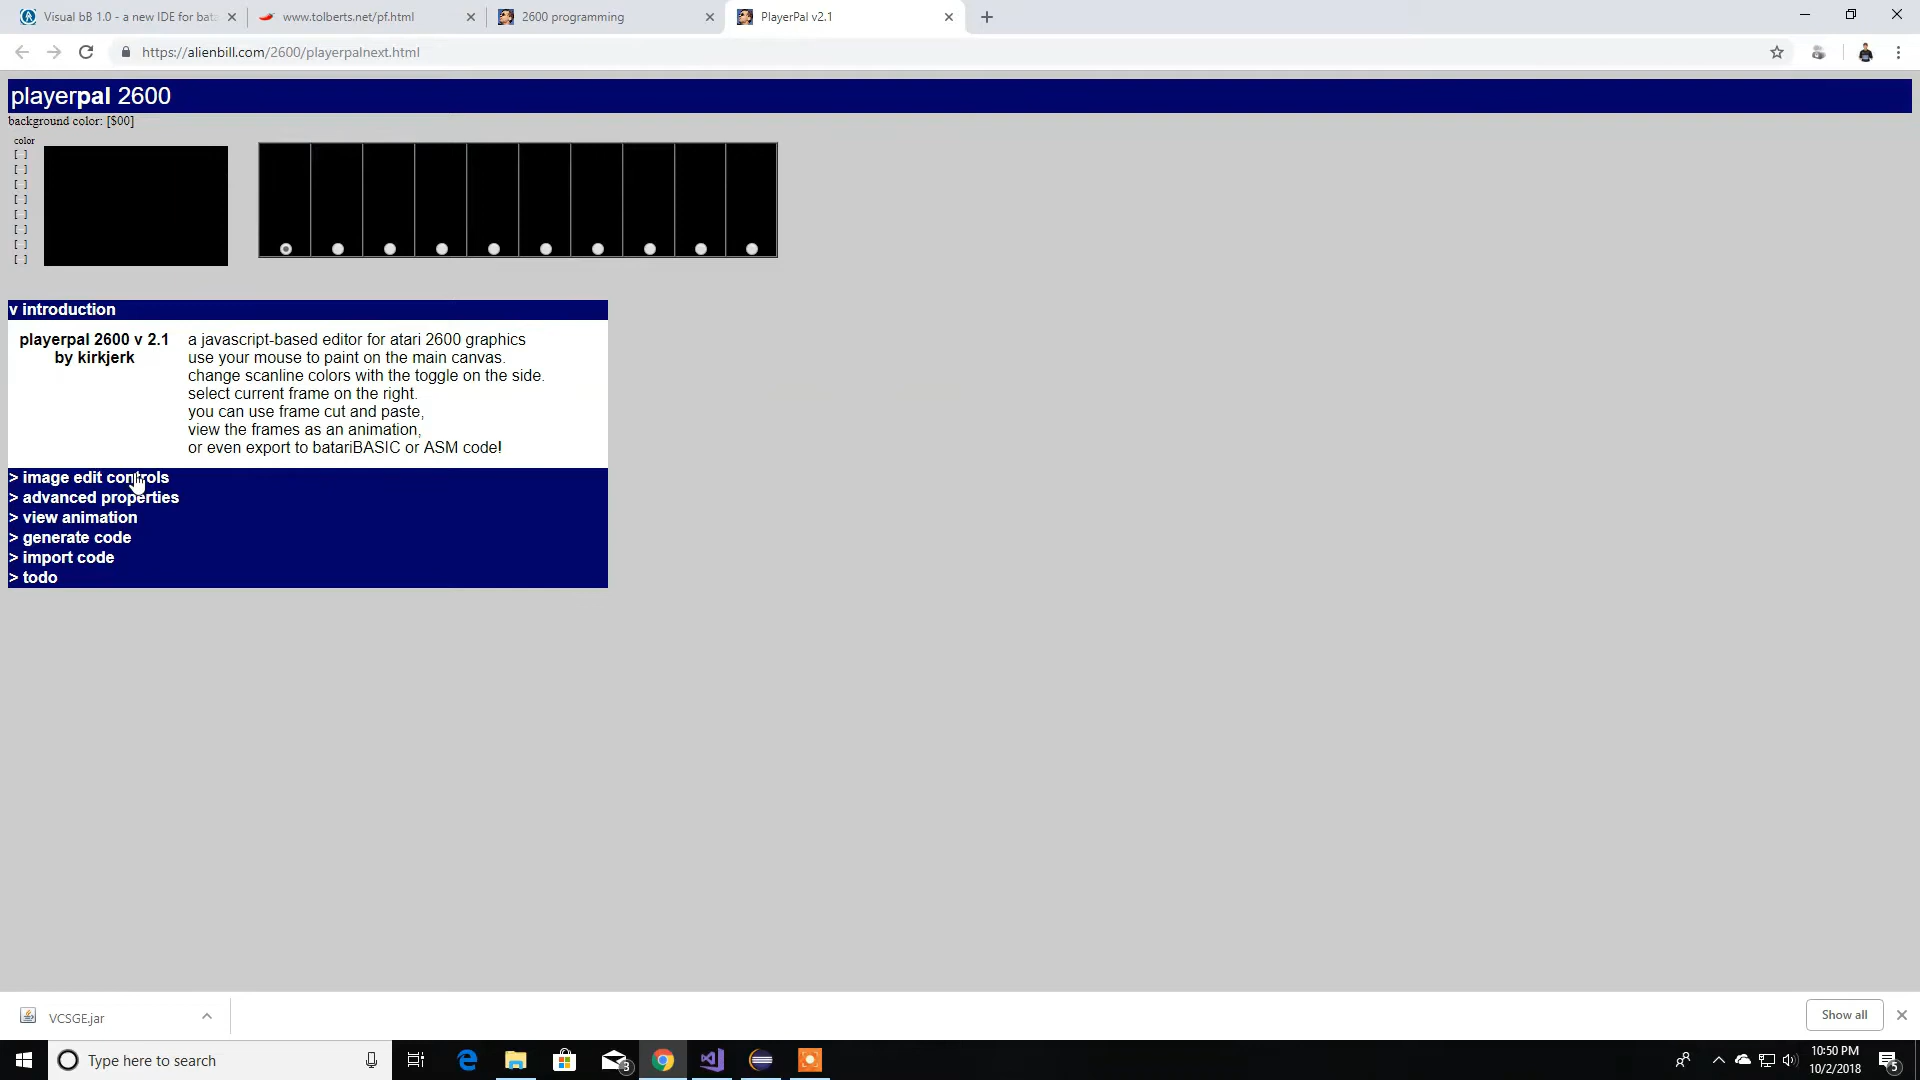 Visual bB 1.0 - a new IDE for bata
www.tolberts.net/pf.html
2600 programming
PlayerPal v2.1
https://alienbill.com/2600/playerpalnext.html
playerpal 2600
background color: [$00]
color
v introduction
playerpal 2600 v 2.1
by kirkjerk
a javascript-based editor for atari 2600 graphics
use your mouse to paint on the main canvas.
change scanline colors with the toggle on the side.
select current frame on the right.
you can use frame cut and paste,
view the frames as an animation,
or even export to batariBASIC or ASM code!
> image edit controls
> advanced properties
> view animation
> generate code
> import code
> todo
VCSGE.jar
Show all
Type here to search
3
10:50 PM
10/2/2018
5